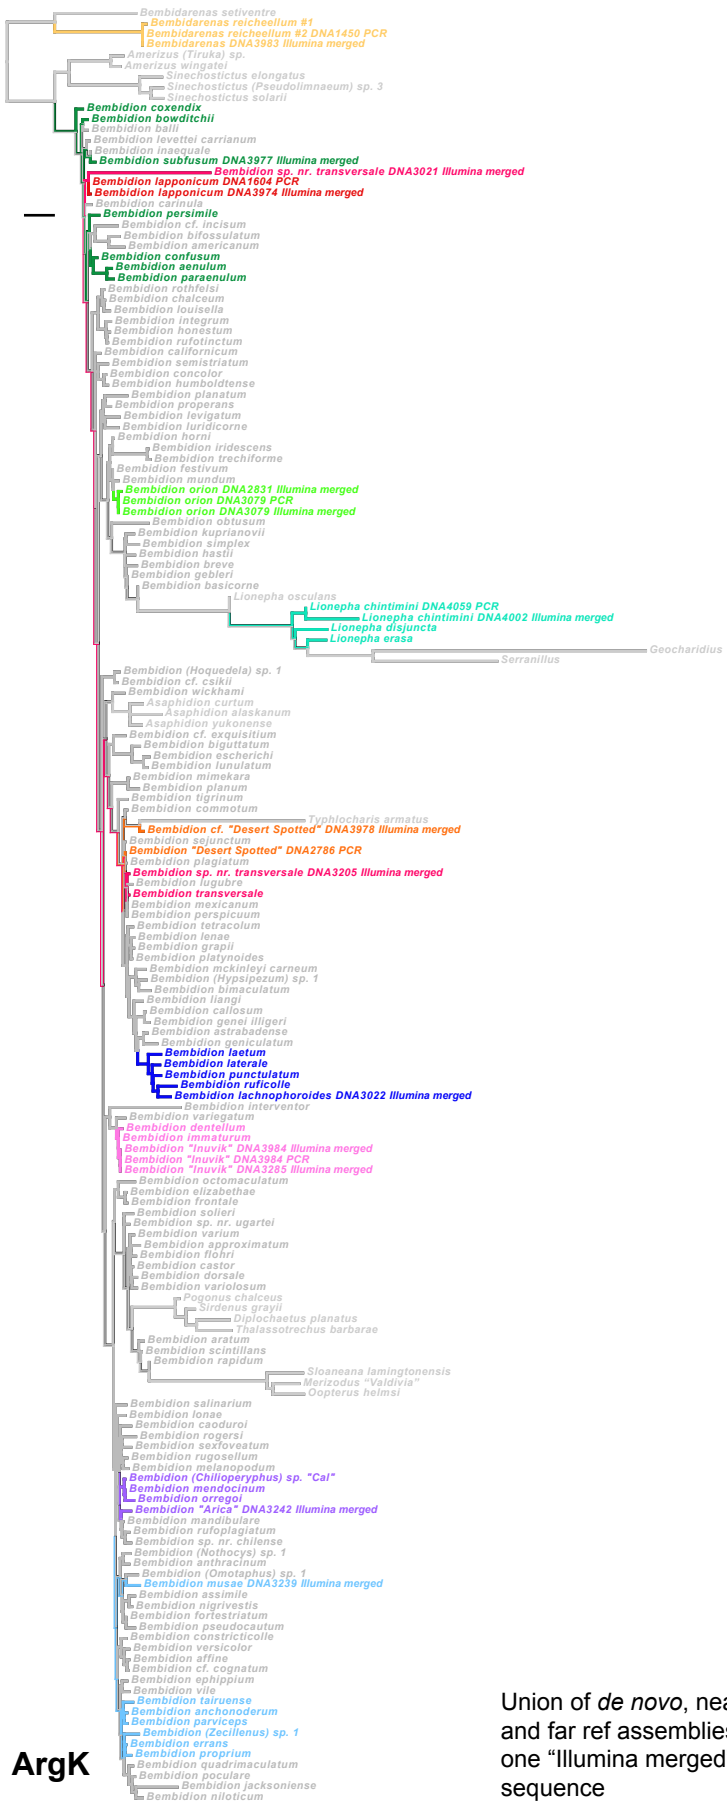 Bembidarenas setiventre
Bembidarenas reicheellum #1
Bembidarenas reicheellum #2 DNA1450 PCR
Bembidarenas DNA3983 Illumina merged
Amerizus (Tiruka) sp.
Amerizus wingatei
Sinechostictus elongatus
Sinechostictus (Pseudolimnaeum) sp. 3
Sinechostictus solarii
Bembidion coxendix
Bembidion bowditchii
Bembidion balli
Bembidion levettei carrianum
Bembidion inaequale
Bembidion subfusum DNA3977 Illumina merged
Bembidion sp. nr. transversale DNA3021 Illumina merged
Bembidion lapponicum DNA1604 PCR
Bembidion lapponicum DNA3974 Illumina merged
Bembidion carinula
Bembidion persimile
Bembidion cf. incisum
Bembidion bifossulatum
Bembidion americanum
Bembidion confusum
Bembidion aenulum
Bembidion paraenulum
Bembidion rothfelsi
Bembidion chalceum
Bembidion louisella
Bembidion integrum
Bembidion honestum
Bembidion rufotinctum
Bembidion californicum
Bembidion semistriatum
Bembidion concolor
Bembidion humboldtense
Bembidion planatum
Bembidion properans
Bembidion levigatum
Bembidion luridicorne
Bembidion horni
Bembidion iridescens
Bembidion trechiforme
Bembidion festivum
Bembidion mundum
Bembidion orion DNA2831 Illumina merged
Bembidion orion DNA3079 PCR
Bembidion orion DNA3079 Illumina merged
Bembidion obtusum
Bembidion kuprianovii
Bembidion simplex
Bembidion hastii
Bembidion breve
Bembidion gebleri
Bembidion basicorne
Lionepha osculans
Lionepha chintimini DNA4059 PCR
Lionepha chintimini DNA4002 Illumina merged
Lionepha disjuncta
Lionepha erasa
Geocharidius
Serranillus
Bembidion (Hoquedela) sp. 1
Bembidion cf. csikii
Bembidion wickhami
Asaphidion curtum
Asaphidion alaskanum
Asaphidion yukonense
Bembidion cf. exquisitium
Bembidion biguttatum
Bembidion escherichi
Bembidion lunulatum
Bembidion mimekara
Bembidion planum
Bembidion tigrinum
Bembidion commotum
Typhlocharis armatus
Bembidion cf. "Desert Spotted" DNA3978 Illumina merged
Bembidion sejunctum
Bembidion "Desert Spotted" DNA2786 PCR
Bembidion plagiatum
Bembidion sp. nr. transversale DNA3205 Illumina merged
Bembidion lugubre
Bembidion transversale
Bembidion mexicanum
Bembidion perspicuum
Bembidion tetracolum
Bembidion lenae
Bembidion grapii
Bembidion platynoides
Bembidion mckinleyi carneum
Bembidion (Hypsipezum) sp. 1
Bembidion bimaculatum
Bembidion liangi
Bembidion callosum
Bembidion genei illigeri
Bembidion astrabadense
Bembidion geniculatum
Bembidion laetum
Bembidion laterale
Bembidion punctulatum
Bembidion ruficolle
Bembidion lachnophoroides DNA3022 Illumina merged
Bembidion interventor
Bembidion variegatum
Bembidion dentellum
Bembidion immaturum
Bembidion "Inuvik" DNA3984 Illumina merged
Bembidion "Inuvik" DNA3984 PCR
Bembidion "Inuvik" DNA3285 Illumina merged
Bembidion octomaculatum
Bembidion elizabethae
Bembidion frontale
Bembidion solieri
Bembidion sp. nr. ugartei
Bembidion varium
Bembidion approximatum
Bembidion flohri
Bembidion castor
Bembidion dorsale
Bembidion variolosum
Pogonus chalceus
Sirdenus grayii
Diplochaetus planatus
Thalassotrechus barbarae
Bembidion aratum
Bembidion scintillans
Bembidion rapidum
Sloaneana lamingtonensis
Merizodus "Valdivia"
Oopterus helmsi
Bembidion salinarium
Bembidion lonae
Bembidion caoduroi
Bembidion rogersi
Bembidion sexfoveatum
Bembidion rugosellum
Bembidion melanopodum
Bembidion (Chilioperyphus) sp. "Cal"
Bembidion mendocinum
Bembidion orregoi
Bembidion "Arica" DNA3242 Illumina merged
Bembidion mandibulare
Bembidion rufoplagiatum
Bembidion sp. nr. chilense
Bembidion (Nothocys) sp. 1
Bembidion anthracinum
Bembidion (Omotaphus) sp. 1
Bembidion musae DNA3239 Illumina merged
Bembidion assimile
Bembidion nigrivestis
Bembidion fortestriatum
Bembidion pseudocautum
Bembidion constricticolle
Bembidion versicolor
Bembidion affine
Bembidion cf. cognatum
Bembidion ephippium
Bembidion vile
Bembidion tairuense
Bembidion anchonoderum
Bembidion parviceps
Bembidion (Zecillenus) sp. 1
Bembidion errans
Bembidion proprium
Bembidion quadrimaculatum
Bembidion poculare
Bembidion jacksoniense
Bembidion niloticum
ArgK
Union of de novo, nea
and far ref assemblies
one “Illumina merged
sequence